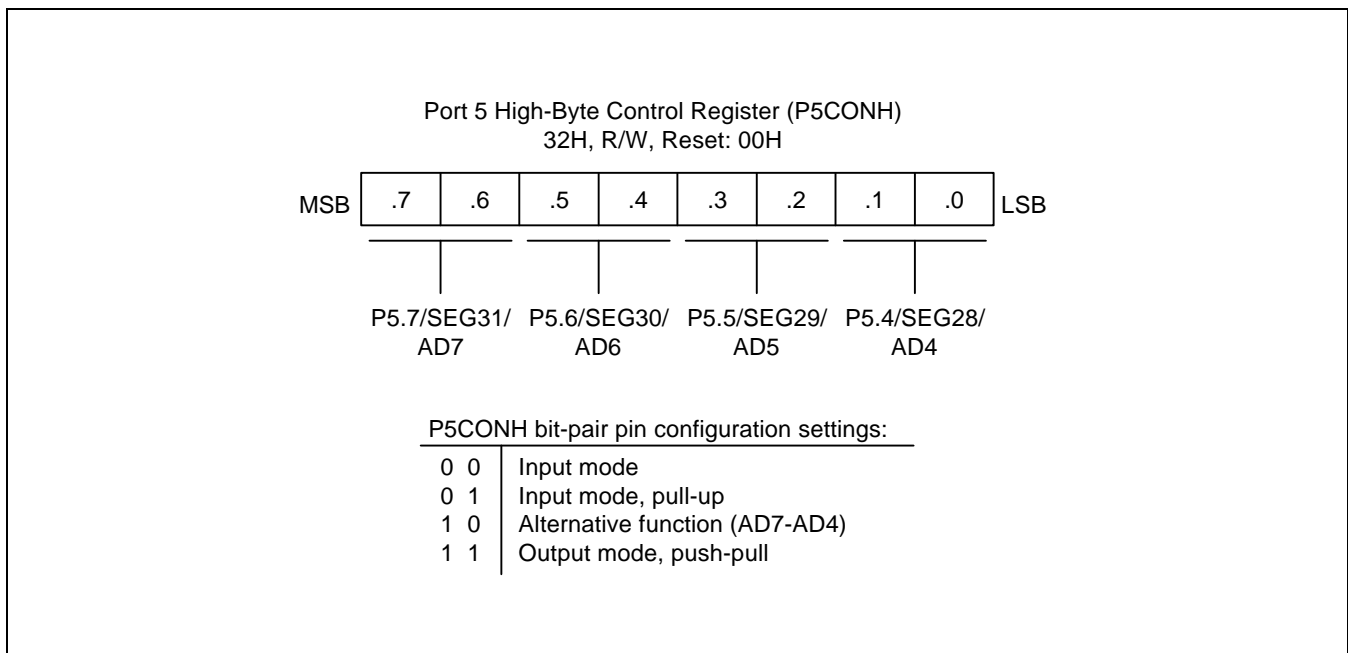 Port 5 High-Byte Control Register (P5CONH)
32H, R/W, Reset: 00H
MSB .7 .6 .5 .4 .3 .2 .1 .0 LSB
P5.7/SEG31/ P5.6/SEG30/ P5.5/SEG29/ P5.4/SEG28/
AD7 AD6 AD5 AD4
P5CONH bit-pair pin configuration settings:
0 0 Input mode
0 1 Input mode, pull-up
1 0 Alternative function (AD7-AD4)
1 1 Output mode, push-pull